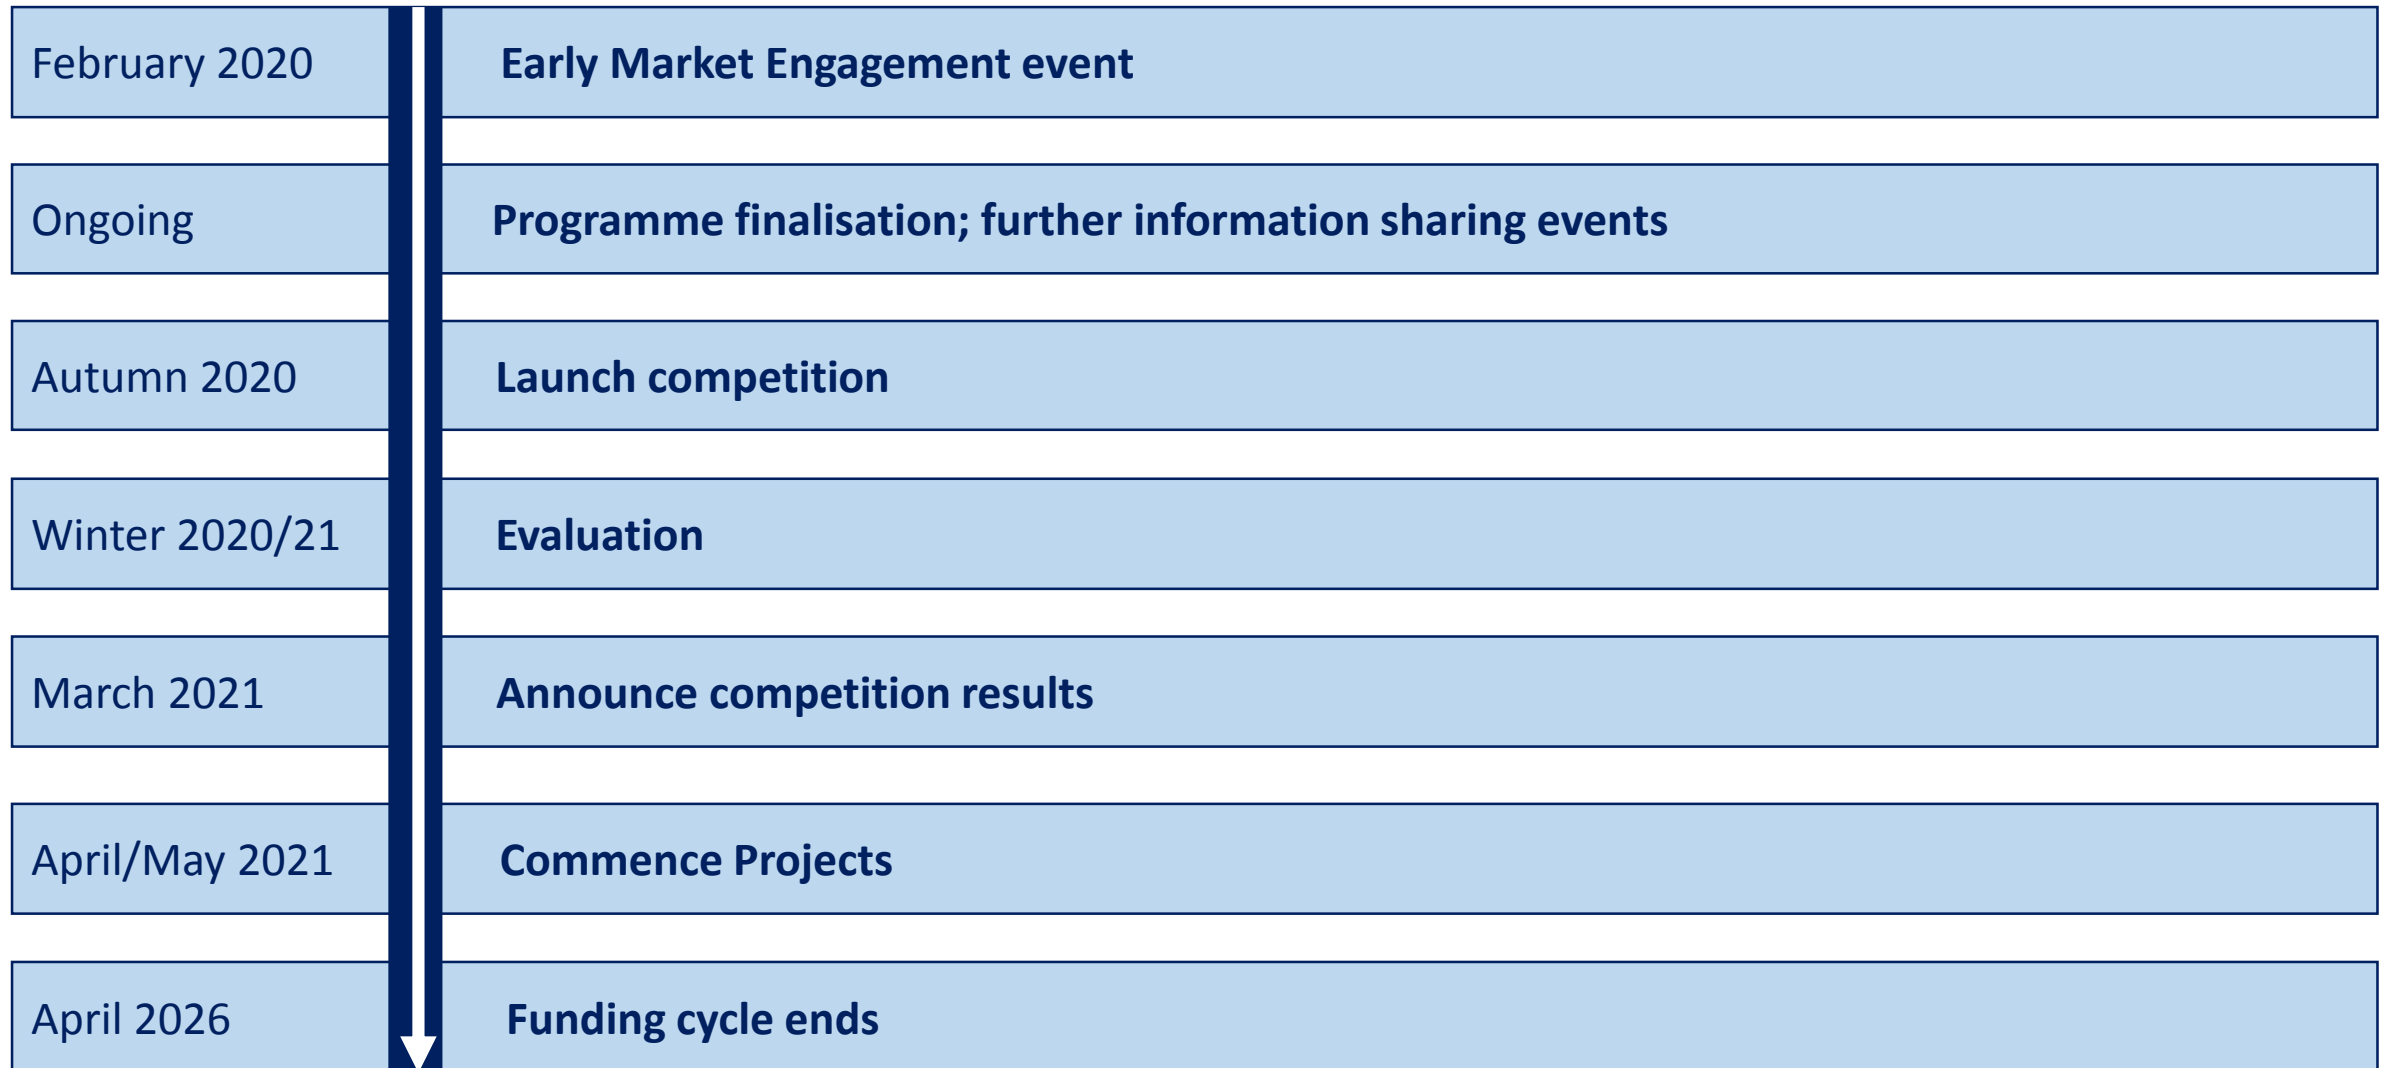 February 2020 Early Market Engagement event
Ongoing Programme finalisation; further information sharing events
Autumn 2020 Launch competition
Winter 2020/21 Evaluation
March 2021 Announce competition results
April/May 2021 Commence Projects
April 2026 Funding cycle ends